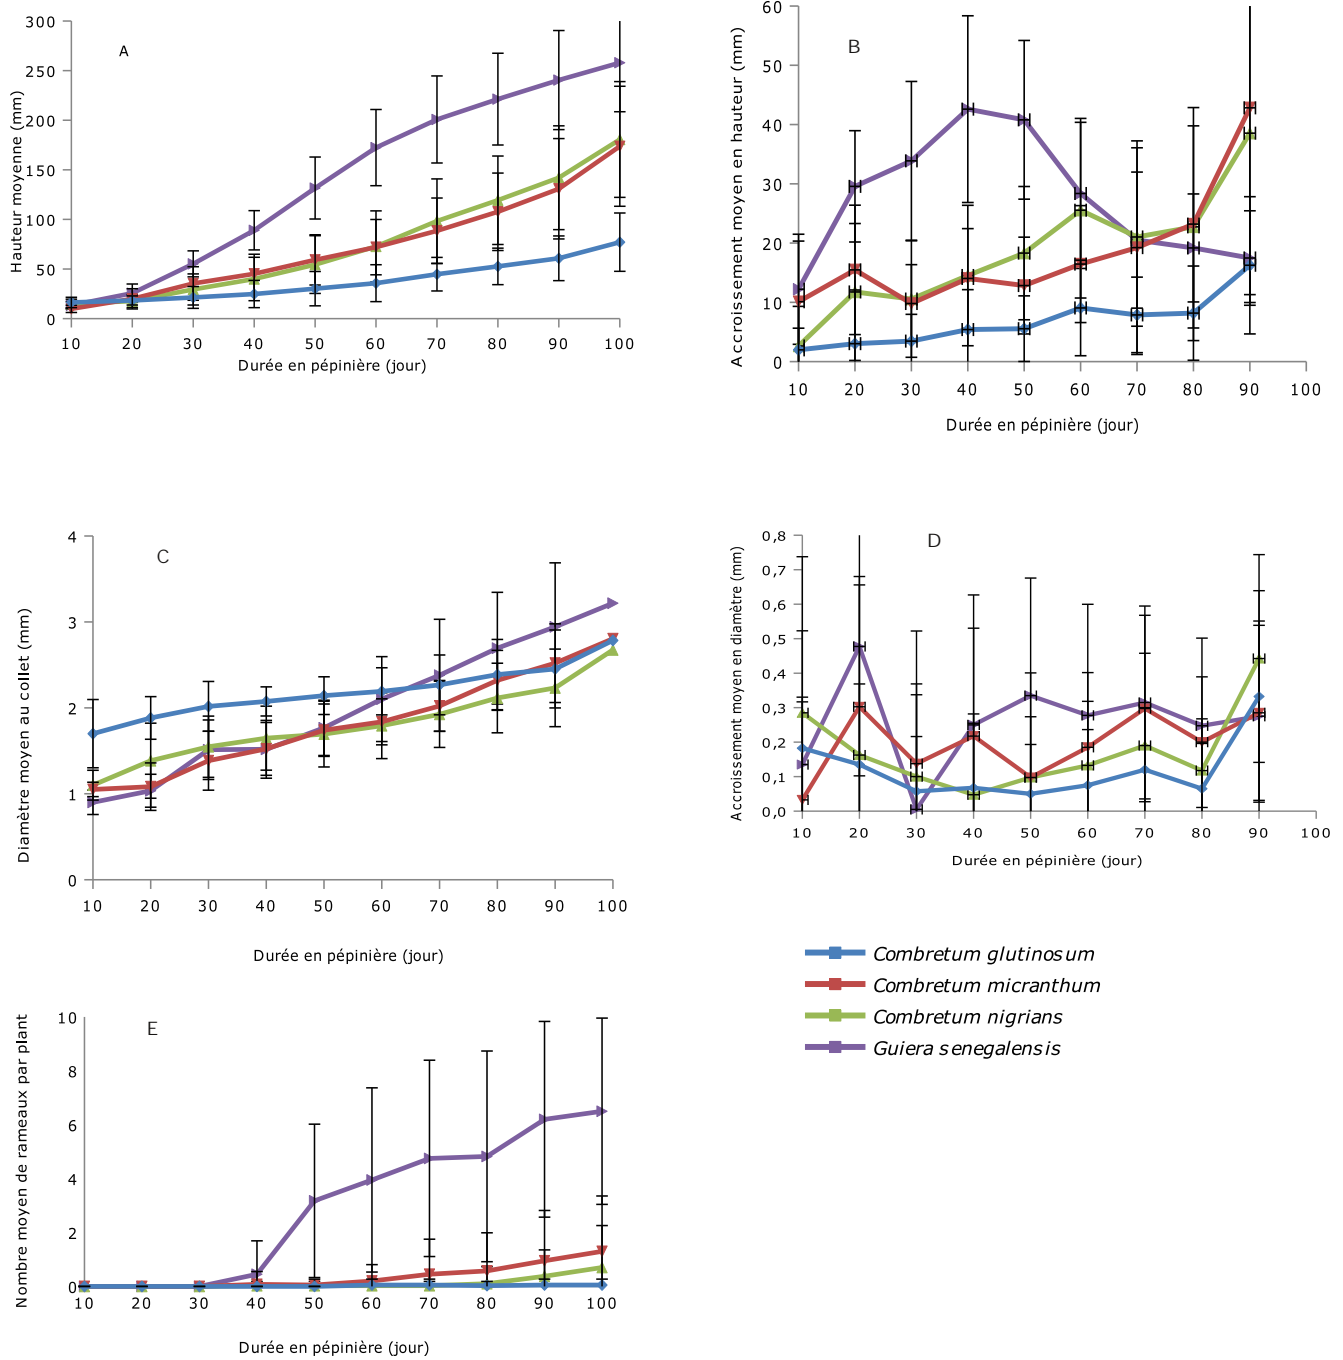 A
Hauteur moyenne (mm)
300
250
200
150
100
50
0
10 20 30 40 50 60 70 80 90 100
Durée en pépinière (jour)
B
Accroissement moyen en hauteur (mm)
60
50
40
30
20
10
0
10 20 30 40 50 60 70 80 90 100
Durée en pépinière (jour)
C
Diamètre moyen au collet (mm)
4
3
2
1
0
10 20 30 40 50 60 70 80 90 100
Durée en pépinière (jour)
D
Accroissement moyen en diamètre (mm)
0,8
0,7
0,6
0,5
0,4
0,3
0,2
0,1
0,0
10 20 30 40 50 60 70 80 90 100
Durée en pépinière (jour)
Combretum glutinosum
Combretum micranthum
Combretum nigrians
Guiera senegalensis
E
Nombre moyen de rameaux par plant
10
8
6
4
2
0
10 20 30 40 50 60 70 80 90 100
Durée en pépinière (jour)